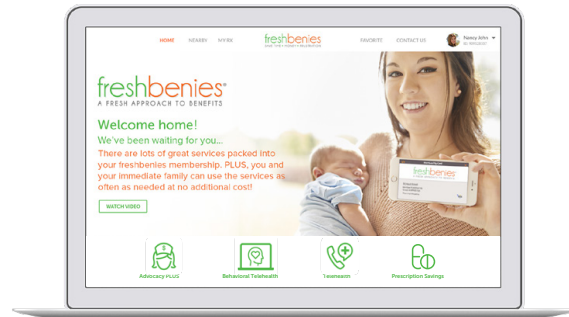 HOME NEARBY MY RX freshbenies FAVORITE CONTACT US Nancy John
freshbenies®
A FRESH APPROACH TO BENEFITS
Welcome home!
We've been waiting for you...
There are lots of great services packed into
your freshbenies membership. PLUS, you and
your immediate family can use the services as
often as needed at no additional cost!
WATCH VIDEO
freshbenies
Advocacy PLUS Behavioral Telehealth Prescription Savings